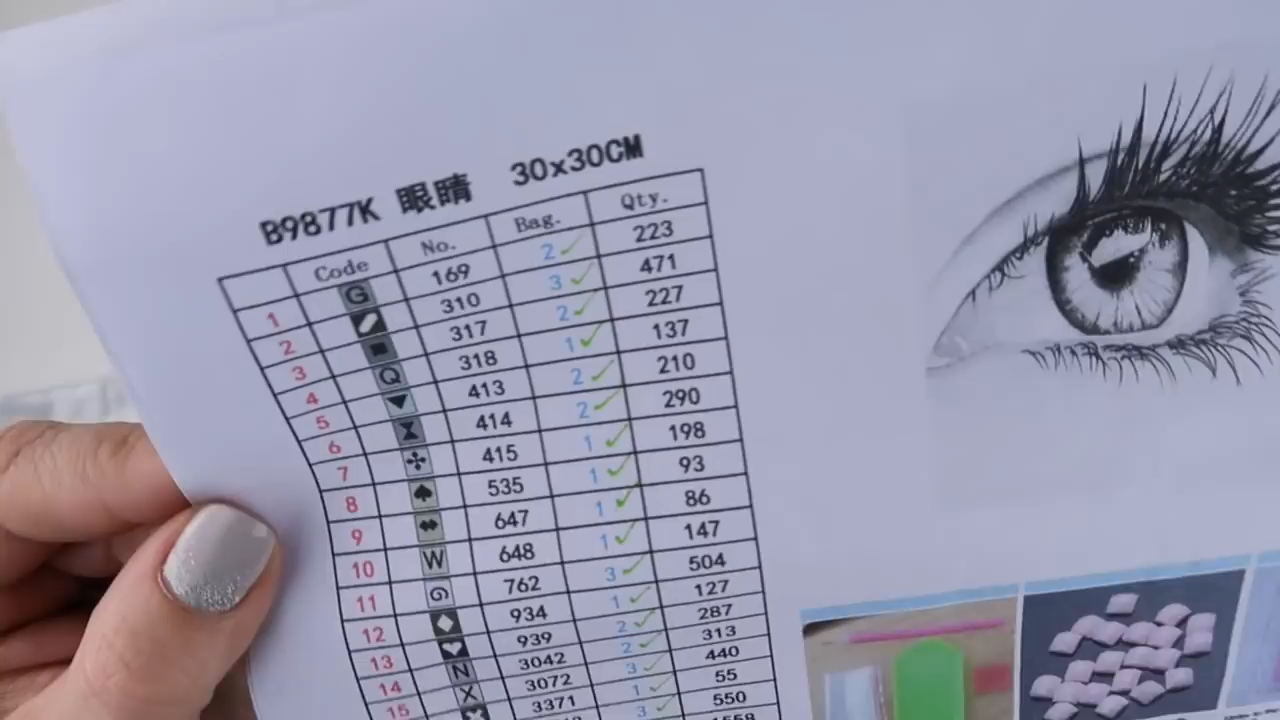 B9877K 眼睛 30x30CM
Code No. Bag. Qty.
1 G 169 2 ✓ 223
2 310 3 ✓ 471
3 ■ 317 2 ✓ 227
4 Q 318 1 ✓ 137
5 ▼ 413 2 ✓ 210
6 414 2 ✓ 290
7 415 1 ✓ 198
8 ♠ 535 1 ✓ 93
9 647 1 ✓ 86
10 W 648 1 ✓ 147
11 762 3 ✓ 504
12 ◆ 934 1 ✓ 127
13 ♥ 939 2 ✓ 287
14 N 3042 2 ✓ 313
15 X 3072 3 ✓ 440
3371 1 ✓ 55
3 ✓ 550